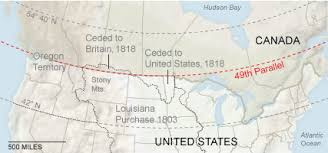 Hudson Bay
54° 40' N
CANADA
Ceded to
Britain, 1818
Ceded to
United States, 1818
Oregon
Territory
49th Parallel
Stony
Mts.
42° N
Louisiana
Purchase 1803
UNITED STATES
Atlantic
Ocean
500 MILES